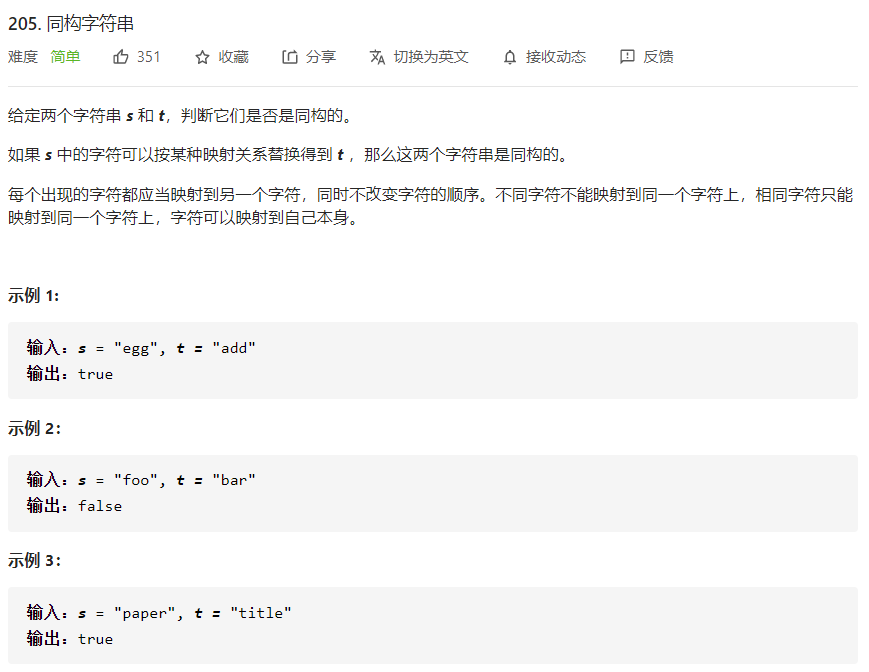 205. 同构字符串
难度 简单 351 收藏 分享 切换为英文 接收动态 反馈
给定两个字符串 s 和 t，判断它们是否是同构的。
如果 s 中的字符可以按某种映射关系替换得到 t ，那么这两个字符串是同构的。
每个出现的字符都应当映射到另一个字符，同时不改变字符的顺序。不同字符不能映射到同一个字符上，相同字符只能
映射到同一个字符上，字符可以映射到自己本身。
示例 1:
输入：s = "egg", t = "add"
输出：true
示例 2：
输入：s = "foo", t = "bar"
输出：false
示例 3：
输入：s = "paper", t = "title"
输出：true